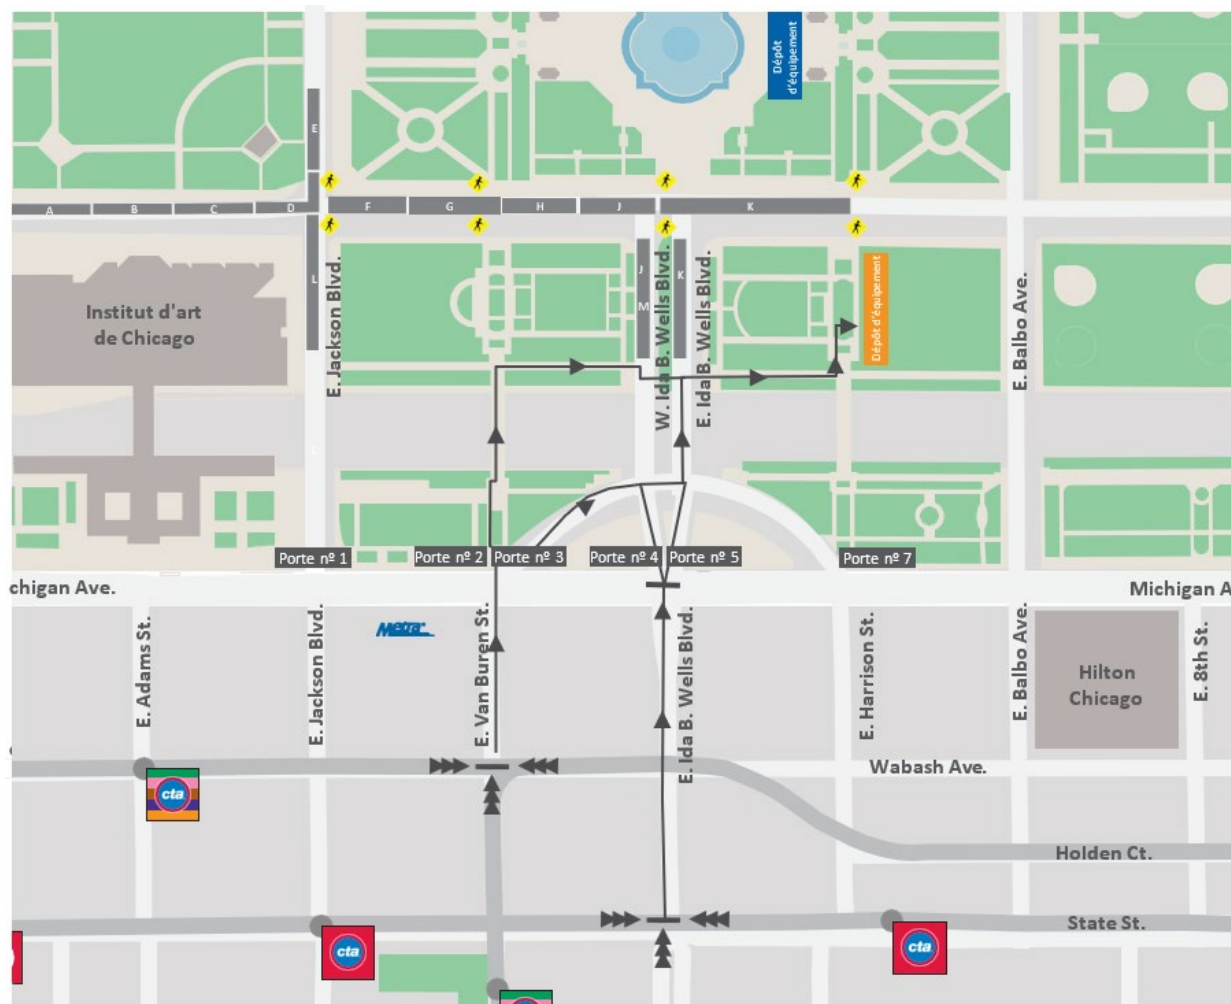 Dépôt
d'équipement
E
A
B
C
D
F
G
H
J
K
L
Institut d'art
de Chicago
E. Jackson Blvd.
J
M
W. Ida B. Wells Blvd.
K
E. Ida B. Wells Blvd.
Dépôt d'équipement
E. Balbo Ave.
L
Porte nº 1
Porte nº 2
Porte nº 3
Porte nº 4
Porte nº 5
Porte nº 7
chigan Ave.
Michigan A
E. Adams St.
E. Jackson Blvd.
Metra
E. Van Buren St.
E. Ida B. Wells Blvd.
E. Harrison St.
E. Balbo Ave.
Hilton
Chicago
E. 8th St.
Wabash Ave.
cta
Holden Ct.
State St.
cta
cta
cta